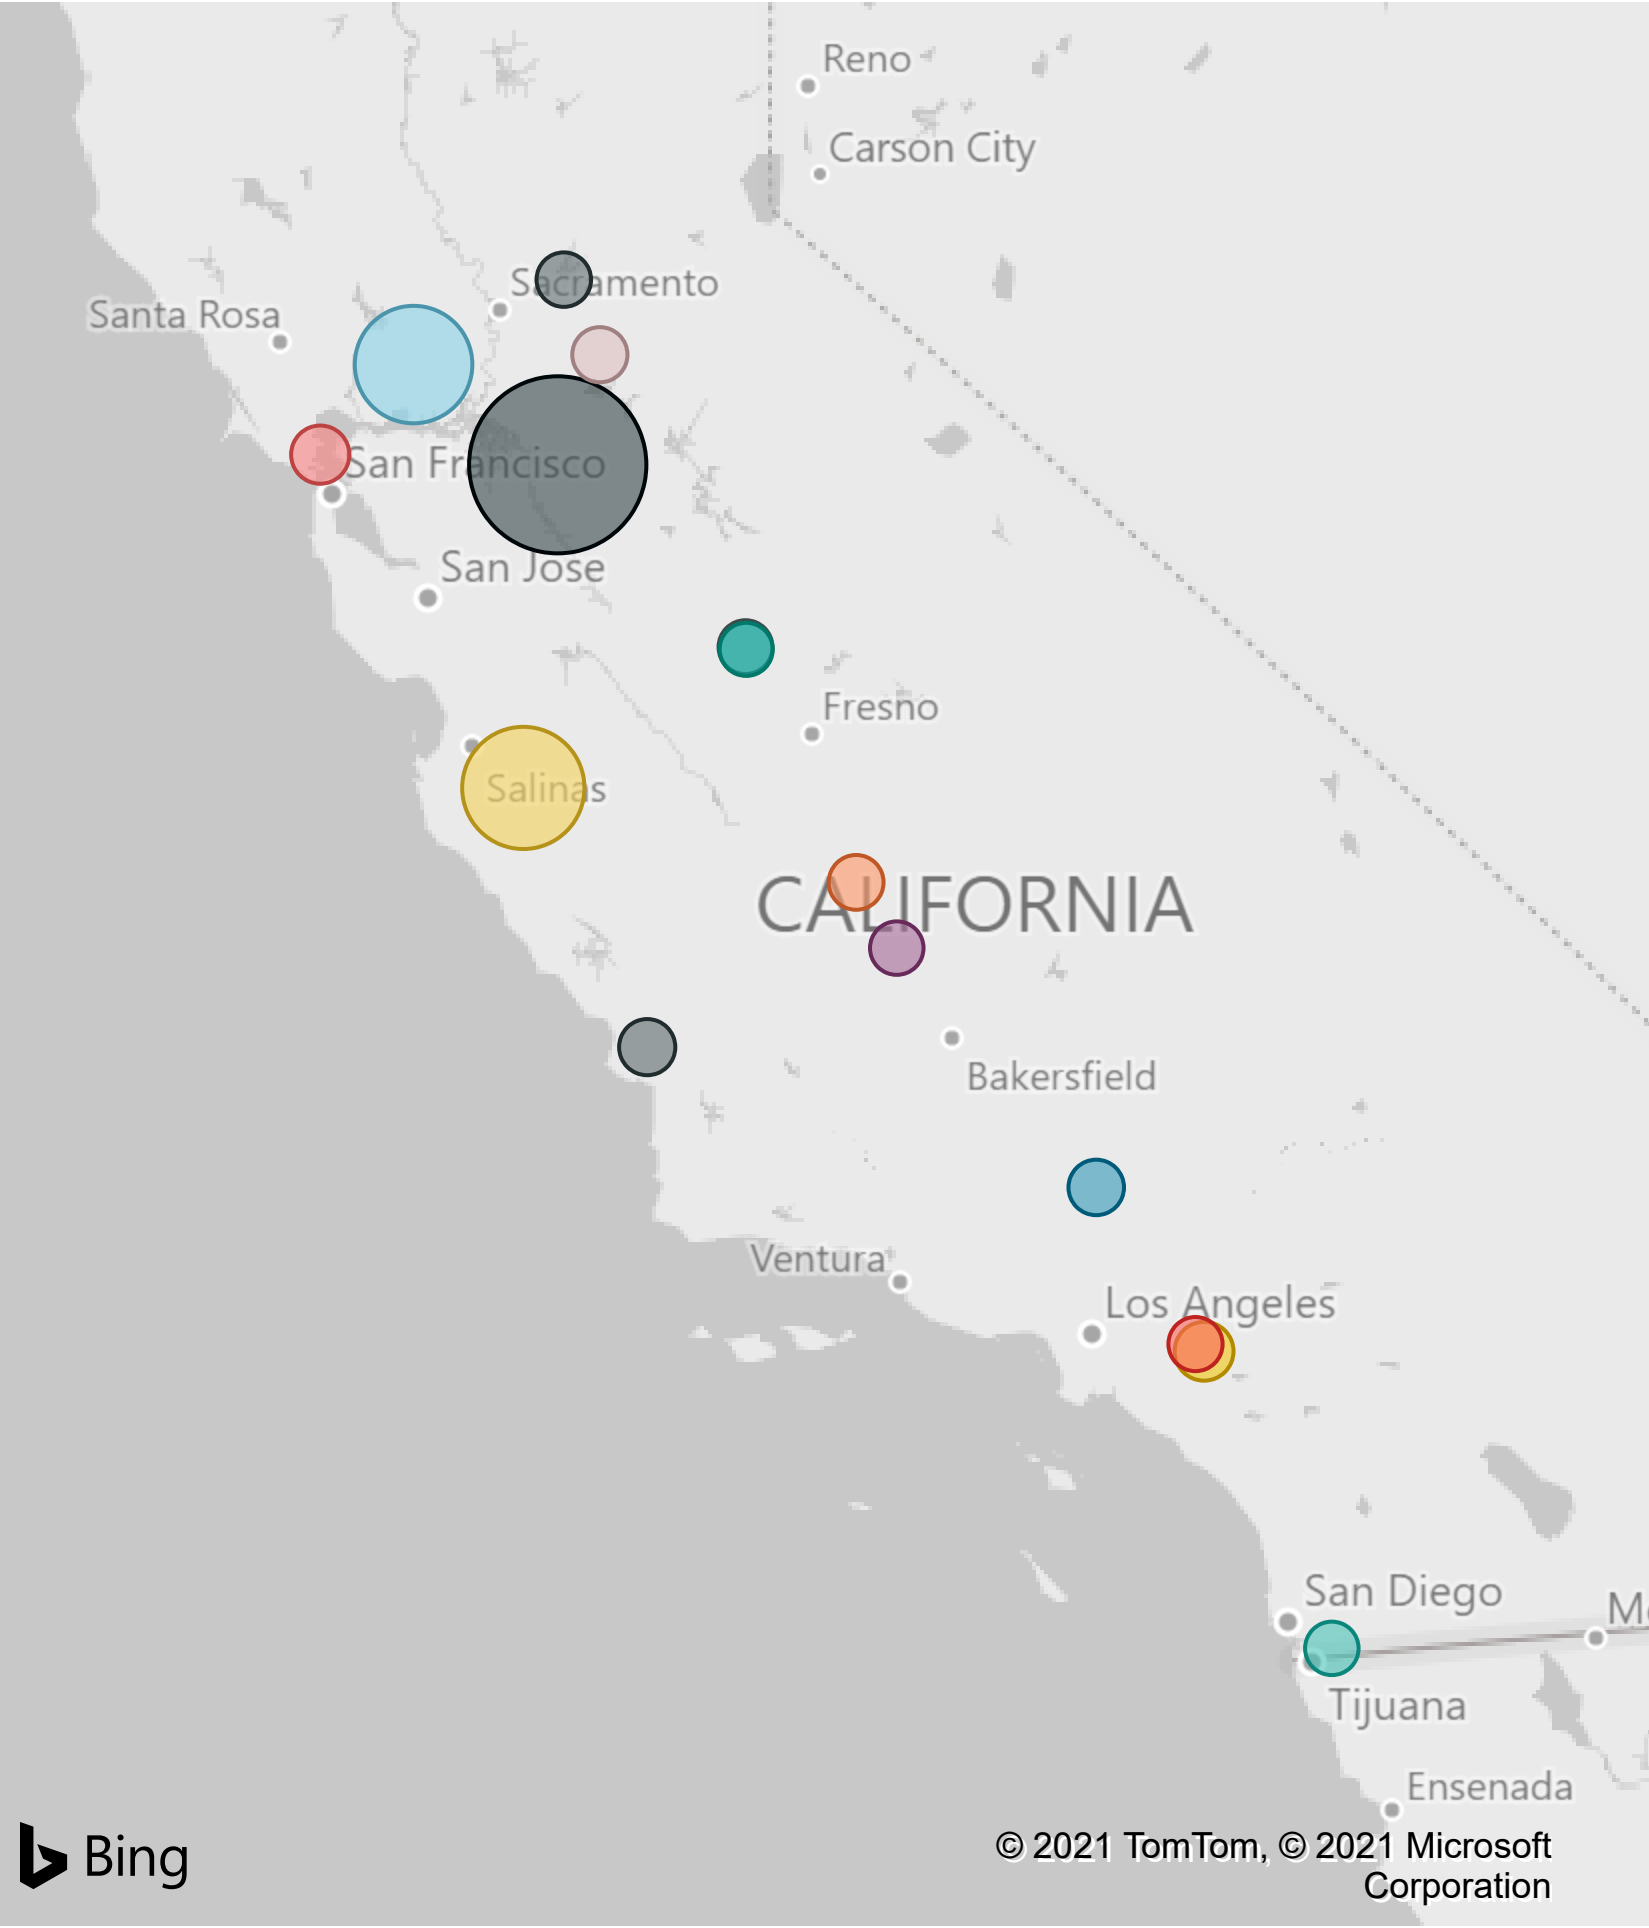 Reno
Carson City
Sacramento
Santa Rosa
San Francisco
San Jose
Fresno
Salinas
CALIFORNIA
Bakersfield
Ventura
Los Angeles
San Diego
Tijuana
Ensenada
Bing
© 2021 TomTom, © 2021 Microsoft
Corporation